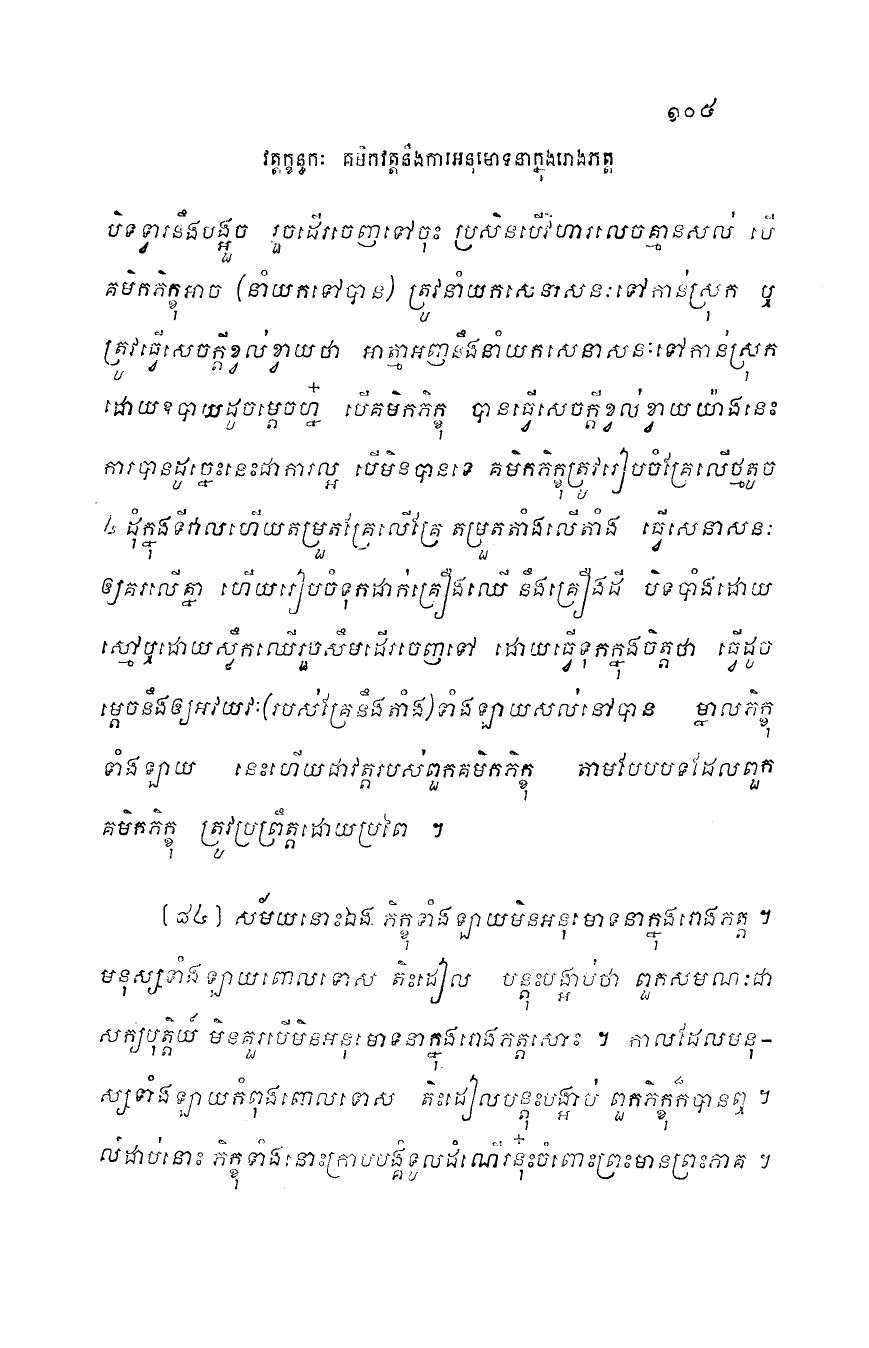 ១០៥
វត្តក្ខន្ធកៈ គមិកវត្តនឹងការអនុមោទនាក្នុងរោងភត្ត
បិទទ្វារនឹងបង្អួច រួចដើរចេញទៅចុះ ប្រសិនបើវិហារលេចគ្មានសល់ បើ
គមិកភិក្ខុអាច (នាំយកទៅបាន) ត្រូវនាំយកសេនាសនៈទៅកាន់ស្រុក ឬ
ត្រូវធ្វើសេចក្តីខ្វល់ខ្វាយថា អាត្មាអញនឹងនាំយកសេនាសនៈទៅកាន់ស្រុក
ដោយឧបាយដូចម្តេចហ្ន៎ បើគមិកភិក្ខុ បានធ្វើសេចក្តីខ្វល់ខ្វាយយ៉ាងនេះ
ការបានដូច្នេះនេះជាការល្អ បើមិនបានទេ គមិកភិក្ខុត្រូវរៀបចំគ្រែលើថ្មតូច
៤ ដុំក្នុងទីវាលហើយតម្រួតគ្រែលើគ្រែ តម្រួតតាំងលើតាំង ធ្វើសេនាសនៈ
ឲ្យគរលើគ្នា ហើយរៀបចំទុកដាក់គ្រឿងឈើ នឹងគ្រឿងដី បិទបាំងដោយ
ស្មៅឬដោយស្លឹកឈើរួចសឹមដើរចេញទៅ ដោយធ្វើទុកក្នុងចិត្តថា ធ្វើដូច
ម្តេចនឹងឲ្យអវយវៈ(របស់គ្រែនឹងតាំង)ទាំងឡាយសល់នៅបាន ម្នាលភិក្ខុ
ទាំងឡាយ នេះហើយជាវត្តរបស់ពួកគមិកភិក្ខុ តាមបែបបទដែលពួក
គមិកភិក្ខុ ត្រូវប្រព្រឹត្តដោយប្រពៃ ។
[៨៤] សម័យនោះឯង ភិក្ខុទាំងឡាយមិនអនុមោទនាក្នុងរោងភត្ត ។
មនុស្សទាំងឡាយពោលទោស តិះដៀល បន្តុះបង្អាប់ថា ពួកសមណៈជា
សក្យបុត្តិយ៍ មិនគួរបើមិនអនុមោទនាក្នុងរោងភត្តសោះ ។ កាលដែលមនុ-
ស្សទាំងឡាយកំពុងពោលទោស តិះដៀលបន្តុះបង្អាប់ ពួកភិក្ខុក៏បានឮ ។
លំដាប់នោះ ភិក្ខុទាំងនោះក្រាបបង្គំទូលដំណើរនុ៎ះចំពោះព្រះមានព្រះភាគ ។